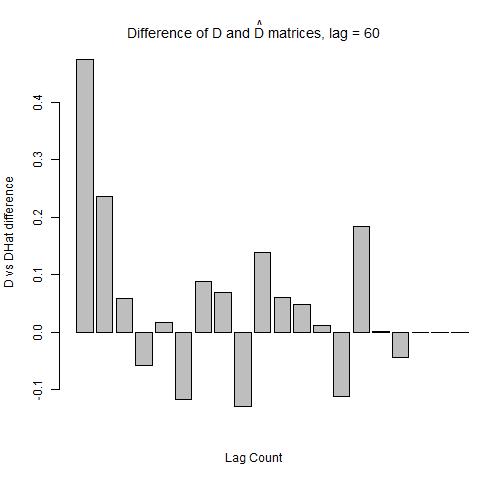 Difference of D and D̂ matrices, lag = 60
D vs DHat difference
0.4
0.3
0.2
0.1
0.0
-0.1
Lag Count